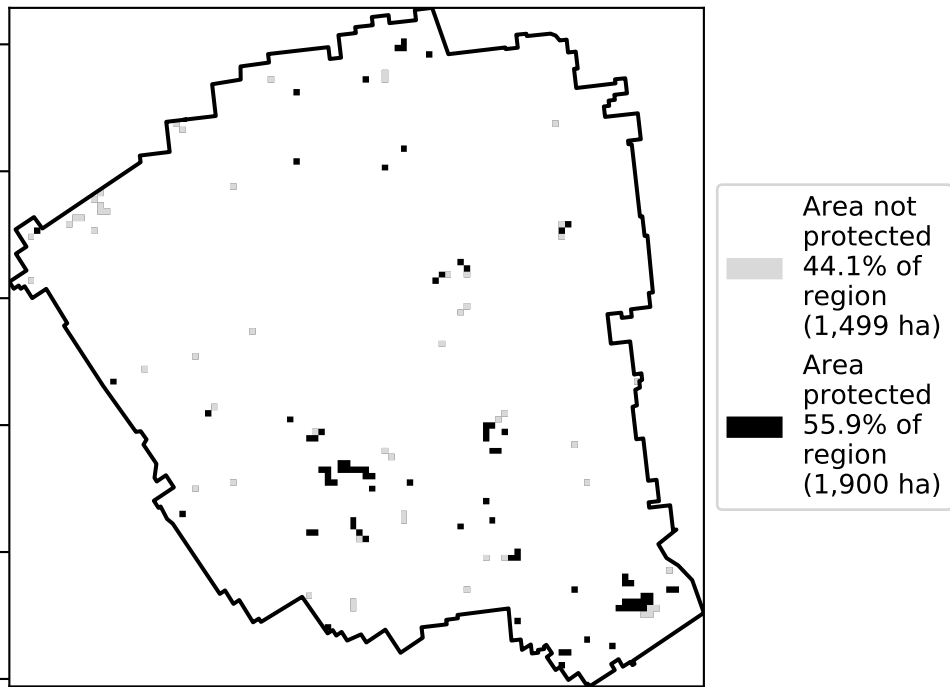 Area not
protected
44.1% of
region
(1,499 ha)
Area
protected
55.9% of
region
(1,900 ha)